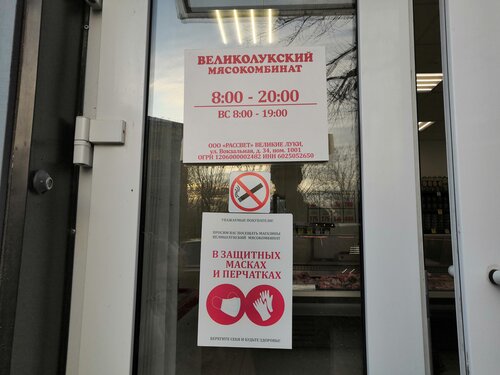 ВЕЛИКОЛУКСКИЙ
МЯСОКОМБИНАТ
8:00 - 20:00
ВС 8:00 - 19:00
ООО «РАССВЕТ» ВЕЛИКИЕ ЛУКИ,
ул. Вокзальная, д. 34, пом. 1001
ОГРН 1206000002482 ИНН 6025052650
УВАЖАЕМЫЕ ПОКУПАТЕЛИ!
ПРОСИМ ВАС ПОСЕЩАТЬ МАГАЗИНЫ
ВЕЛИКОЛУКСКИЙ МЯСОКОМБИНАТ
В ЗАЩИТНЫХ
МАСКАХ
И ПЕРЧАТКАХ
БЕРЕГИТЕ СЕБЯ И БУДЬТЕ ЗДОРОВЫ!